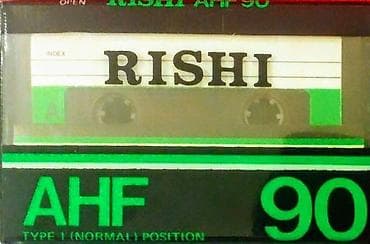 OPEN RISHI AHF 90
INDEX
RISHI
A
AHF 90
TYPE I (NORMAL) POSITION